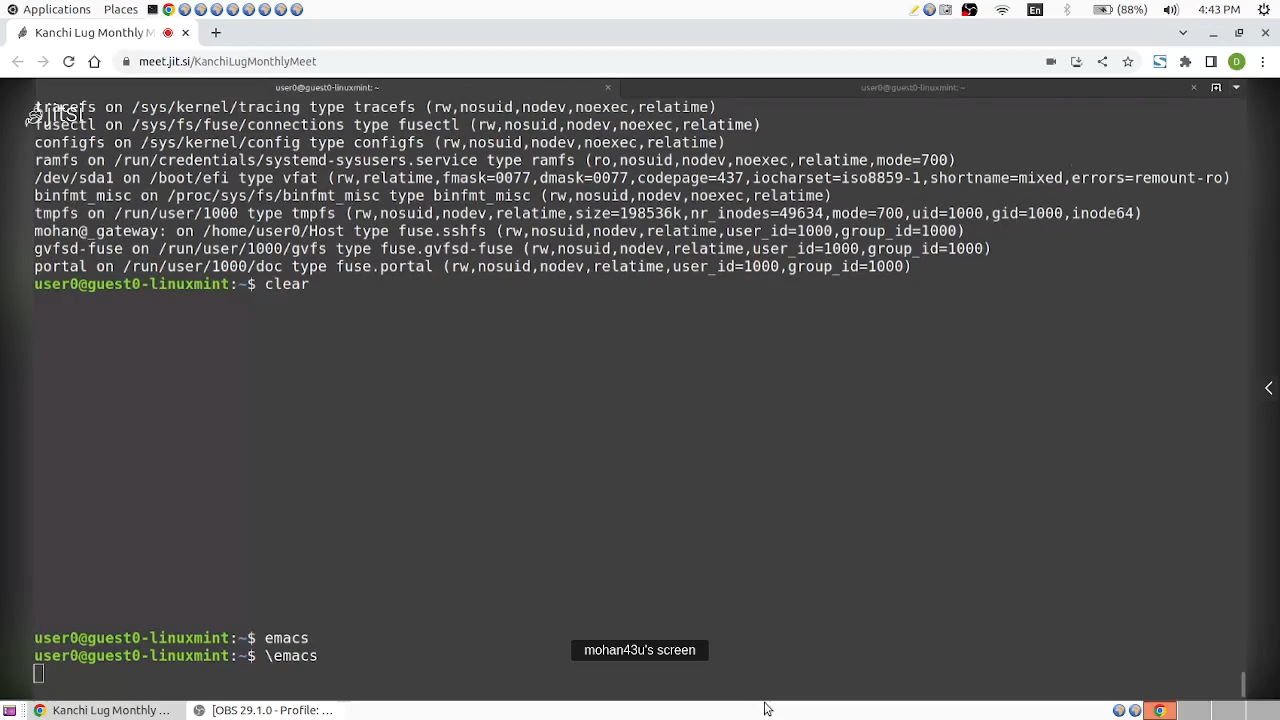 Applications Places En (88%) 4:43 PM
Kanchi Lug Monthly M
meet.jit.si/KanchiLugMonthlyMeet D
user0@guest0-linuxmint: ~ user0@guest0-linuxmint: ~
Jitsi
tracefs on /sys/kernel/tracing type tracefs (rw,nosuid,nodev,noexec,relatime)
fusectl on /sys/fs/fuse/connections type fusectl (rw,nosuid,nodev,noexec,relatime)
configfs on /sys/kernel/config type configfs (rw,nosuid,nodev,noexec,relatime)
ramfs on /run/credentials/systemd-sysusers.service type ramfs (ro,nosuid,nodev,noexec,relatime,mode=700)
/dev/sda1 on /boot/efi type vfat (rw,relatime,fmask=0077,dmask=0077,codepage=437,iocharset=iso8859-1,shortname=mixed,errors=remount-ro)
binfmt_misc on /proc/sys/fs/binfmt_misc type binfmt_misc (rw,nosuid,nodev,noexec,relatime)
tmpfs on /run/user/1000 type tmpfs (rw,nosuid,nodev,relatime,size=198536k,nr_inodes=49634,mode=700,uid=1000,gid=1000,inode64)
mohan@_gateway: on /home/user0/Host type fuse.sshfs (rw,nosuid,nodev,relatime,user_id=1000,group_id=1000)
gvfsd-fuse on /run/user/1000/gvfs type fuse.gvfsd-fuse (rw,nosuid,nodev,relatime,user_id=1000,group_id=1000)
portal on /run/user/1000/doc type fuse.portal (rw,nosuid,nodev,relatime,user_id=1000,group_id=1000)
user0@guest0-linuxmint:~$ clear
user0@guest0-linuxmint:~$ emacs
user0@guest0-linuxmint:~$ \emacs
mohan43u's screen
Kanchi Lug Monthly ... [OBS 29.1.0 - Profile: ...